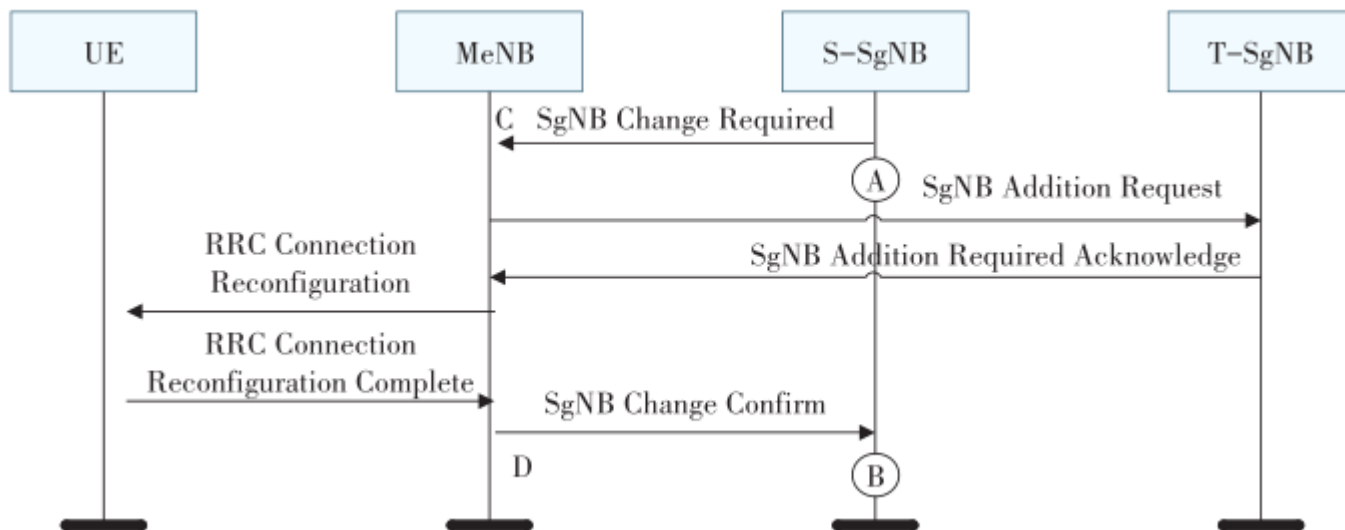 UE
MeNB
S-SgNB
T-SgNB
C SgNB Change Required
A
SgNB Addition Request
RRC Connection
Reconfiguration
SgNB Addition Required Acknowledge
RRC Connection
Reconfiguration Complete
SgNB Change Confirm
D
B